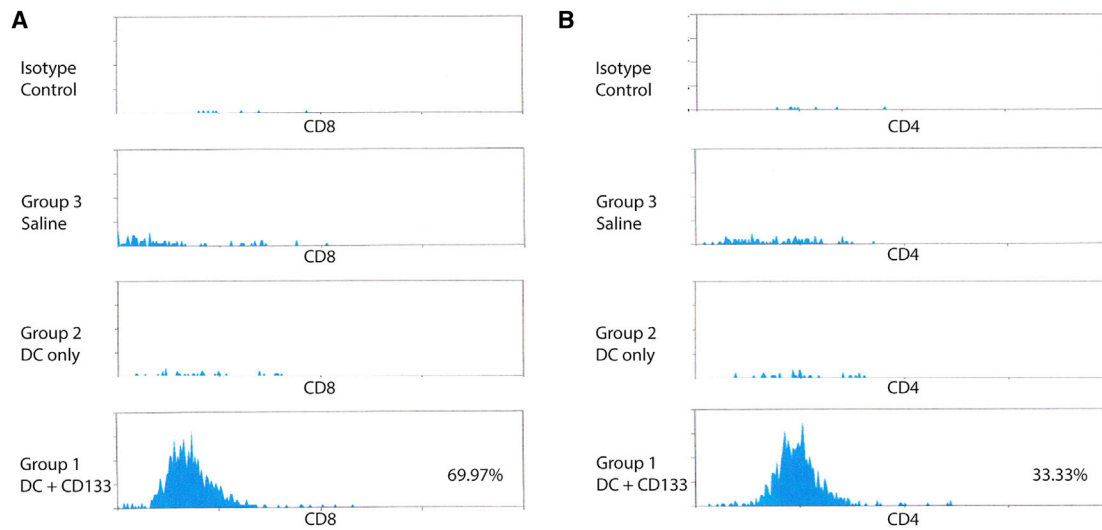 A
Isotype
Control
CD8
Group 3
Saline
CD8
Group 2
DC only
CD8
Group 1
DC + CD133
69.97%
CD8
B
Isotype
Control
CD4
Group 3
Saline
CD4
Group 2
DC only
CD4
Group 1
DC + CD133
33.33%
CD4